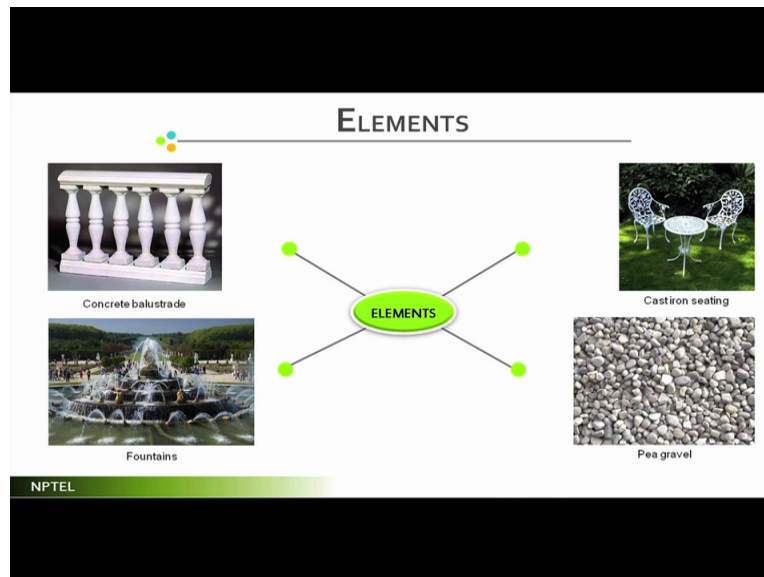 ELEMENTS
Concrete balustrade
Cast iron seating
ELEMENTS
Fountains
Pea gravel
NPTEL